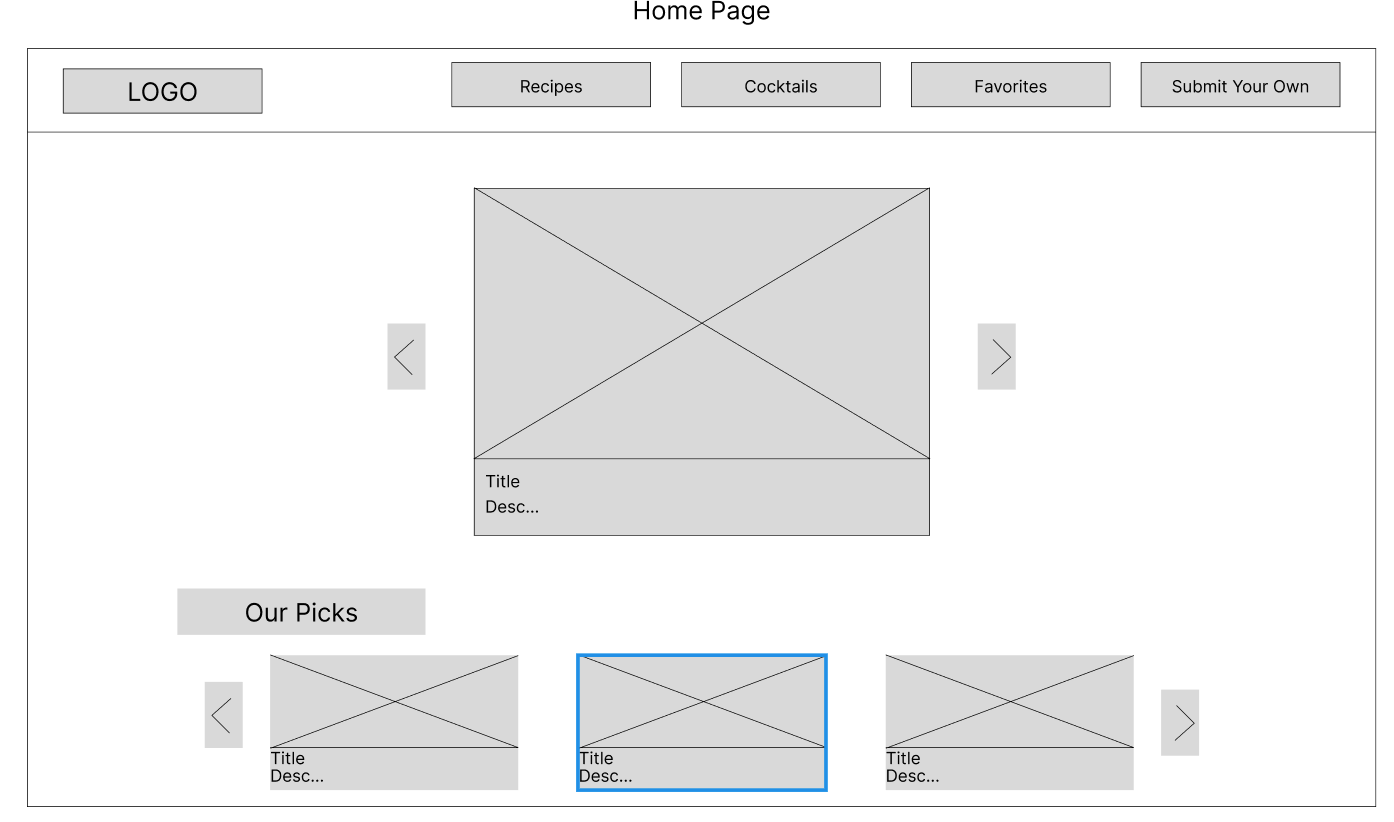 Home Page
LOGO
Recipes
Cocktails
Favorites
Submit Your Own
Title
Desc...
Our Picks
Title
Desc...
Title
Desc...
Title
Desc...